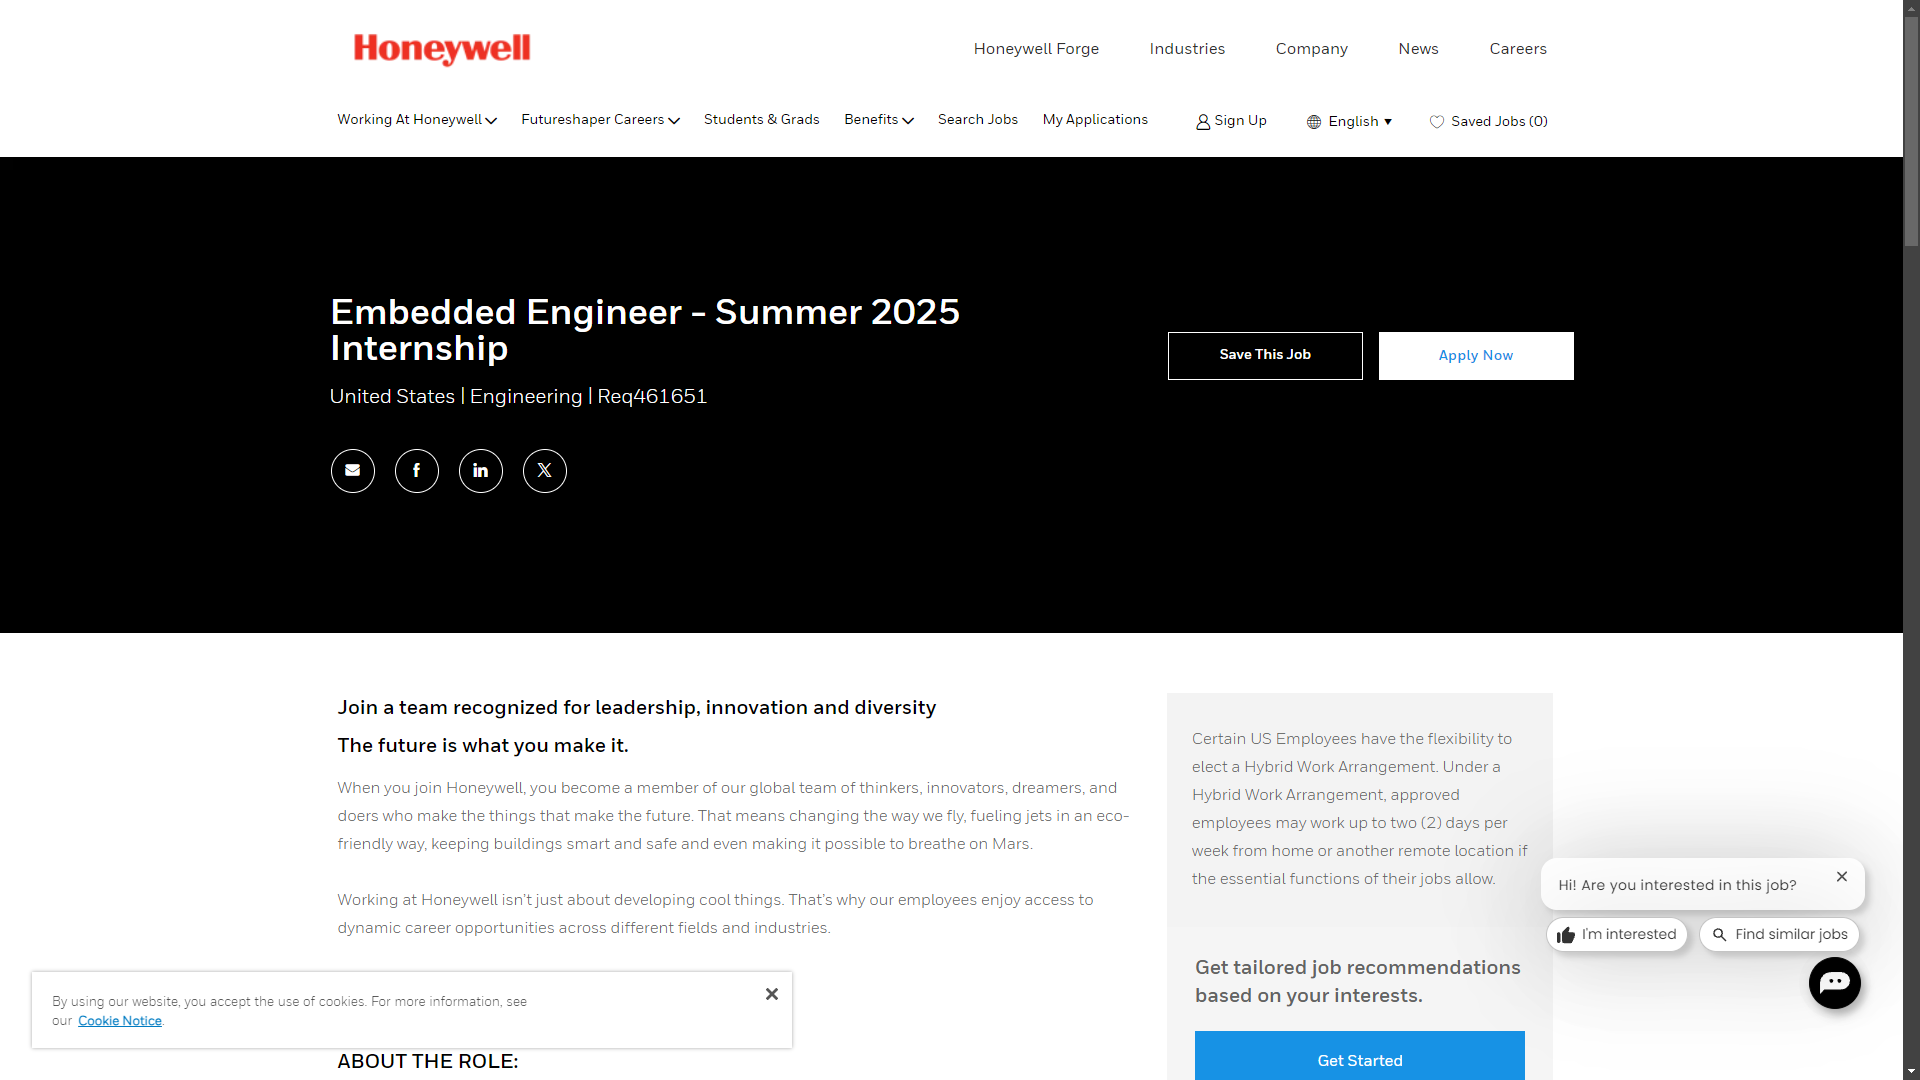 Honeywell
Honeywell Forge
Industries
Company
News
Careers
Working At Honeywell
Futureshaper Careers
Students & Grads
Benefits
Search Jobs
My Applications
Sign Up
English
Saved Jobs (0)
Embedded Engineer - Summer 2025
Internship
United States | Engineering | Req461651
Save This Job
Apply Now
Join a team recognized for leadership, innovation and diversity
The future is what you make it.
When you join Honeywell, you become a member of our global team of thinkers, innovators, dreamers, and
doers who make the things that make the future. That means changing the way we fly, fueling jets in an eco-
friendly way, keeping buildings smart and safe and even making it possible to breathe on Mars.
Working at Honeywell isn’t just about developing cool things. That’s why our employees enjoy access to
dynamic career opportunities across different fields and industries.
ABOUT THE ROLE:
Certain US Employees have the flexibility to
elect a Hybrid Work Arrangement. Under a
Hybrid Work Arrangement, approved
employees may work up to two (2) days per
week from home or another remote location if
the essential functions of their jobs allow.
Get tailored job recommendations
based on your interests.
Get Started
Hi! Are you interested in this job?
I'm interested
Find similar jobs
By using our website, you accept the use of cookies. For more information, see
our Cookie Notice.